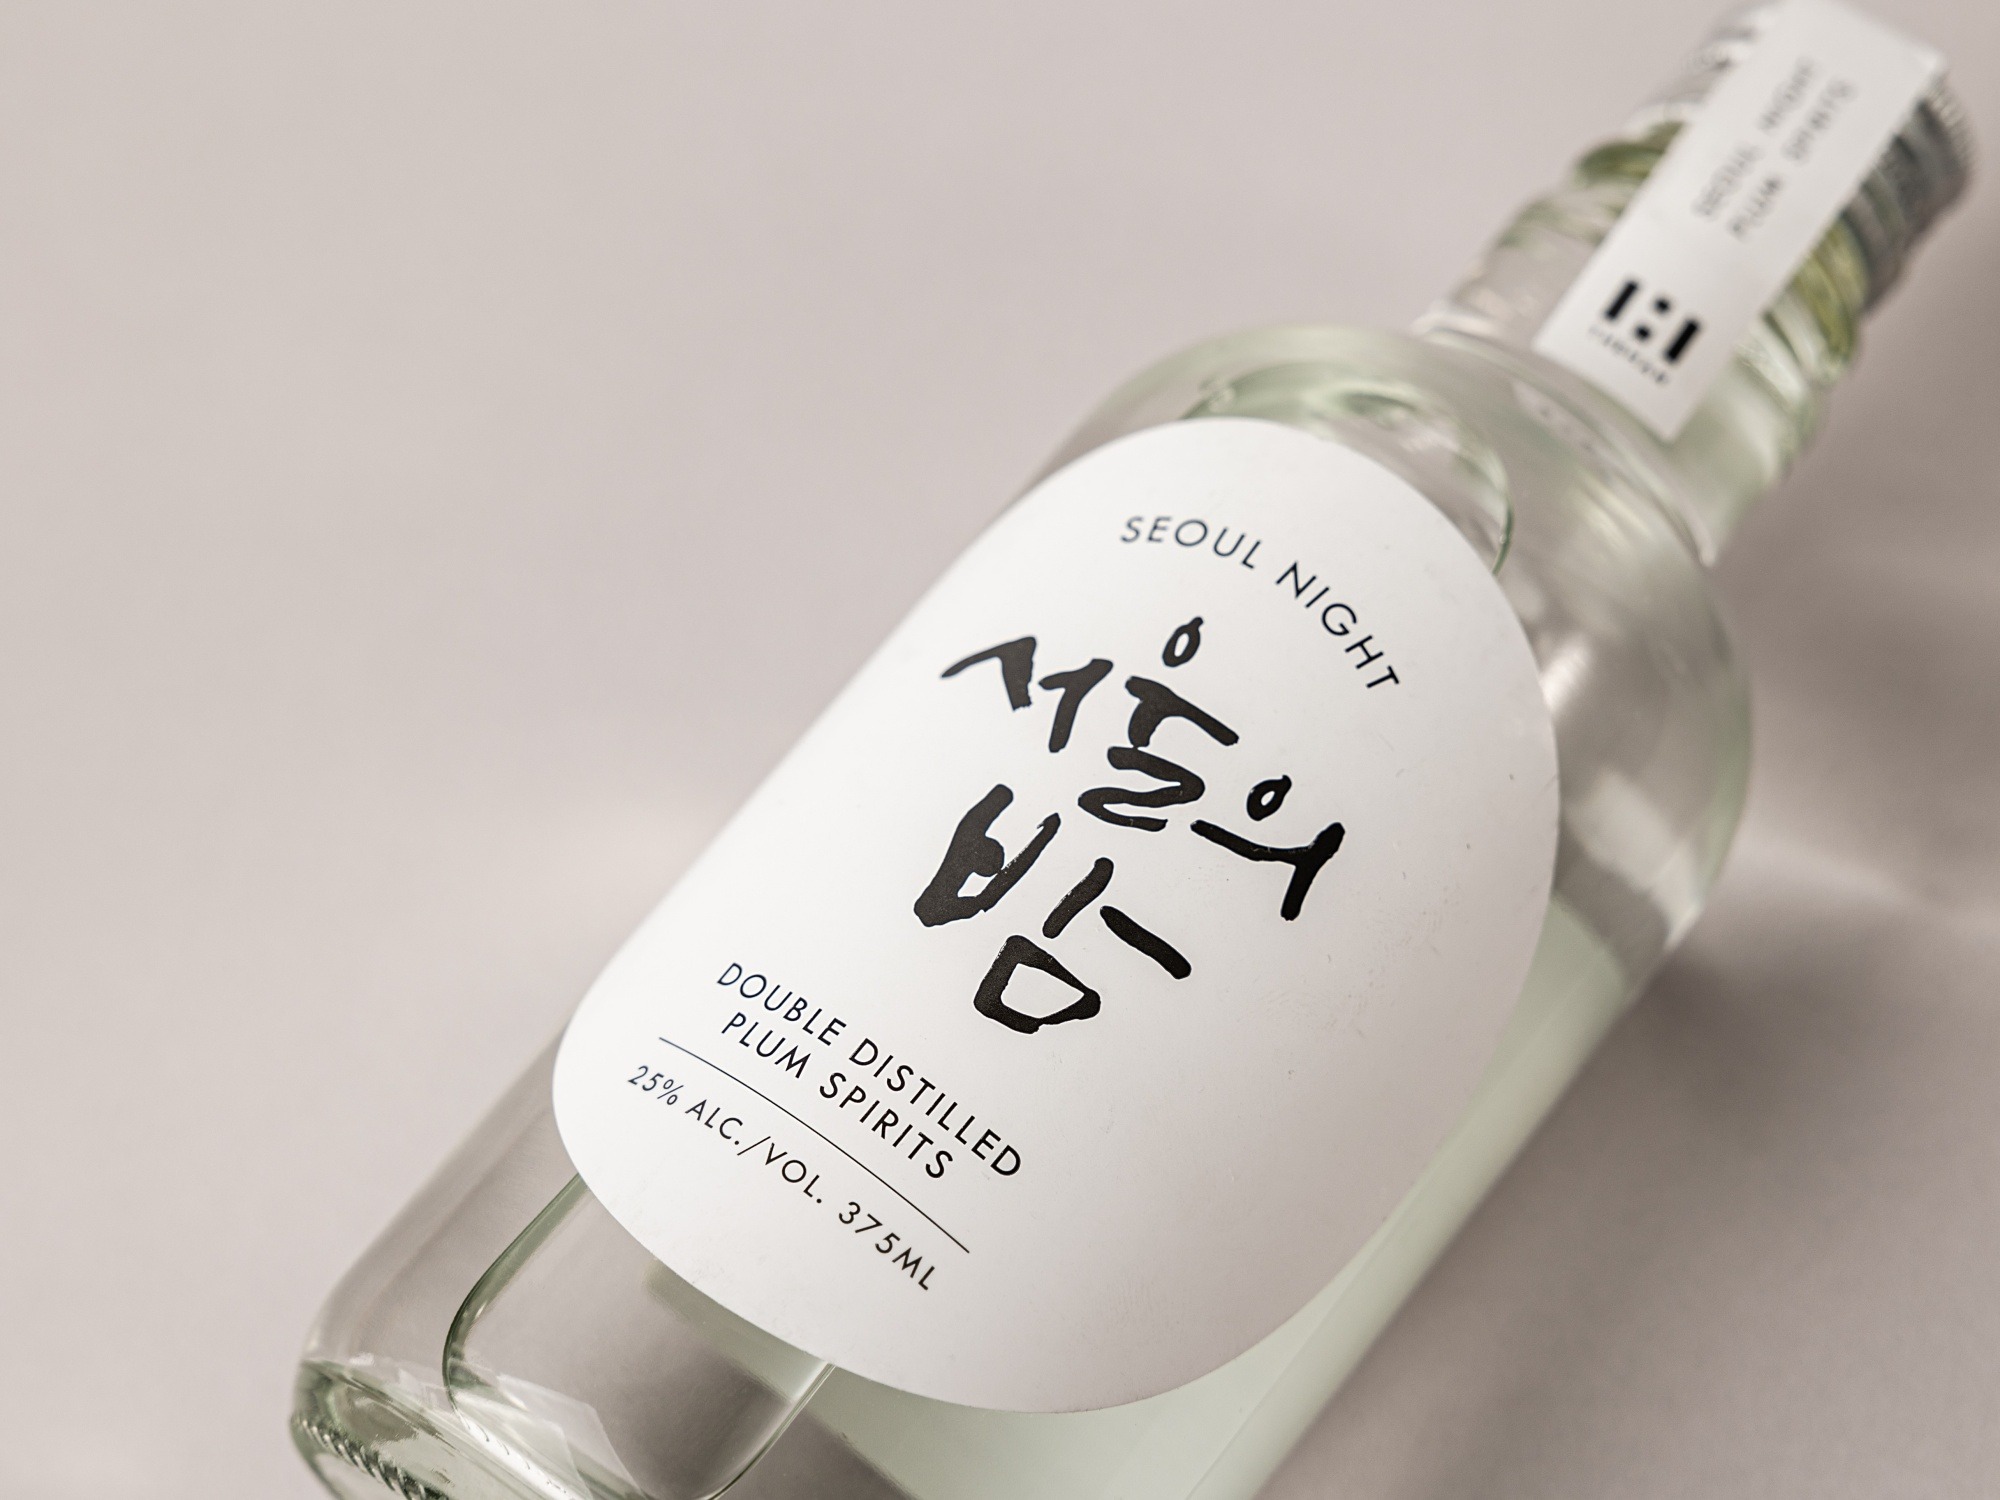 SEOUL NIGHT
서울의
밤
DOUBLE DISTILLED
PLUM SPIRITS
25% ALC./VOL. 375ML
SEOUL NIGHT
PLUM SPIRITS